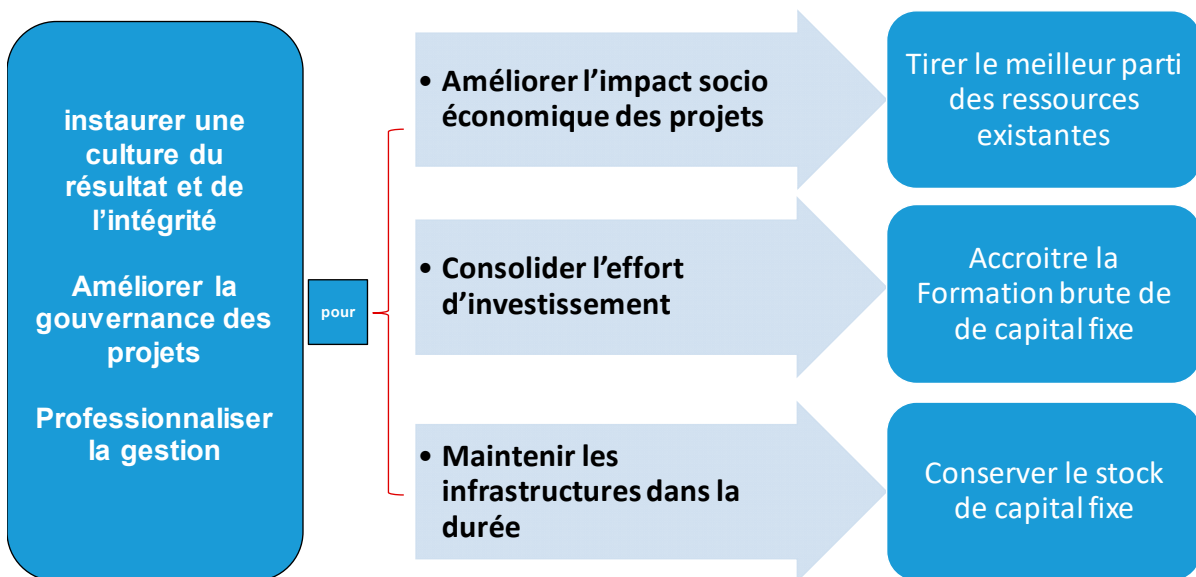 instaurer une
culture du
résultat et de
l'intégrité
Améliorer la
gouvernance des
projets
Professionnaliser
la gestion
pour
• Améliorer l'impact socio
économique des projets
Tirer le meilleur parti
des ressources
existantes
• Consolider l'effort
d'investissement
Accroitre la
Formation brute de
de capital fixe
• Maintenir les
infrastructures dans la
durée
Conserver le stock
de capital fixe